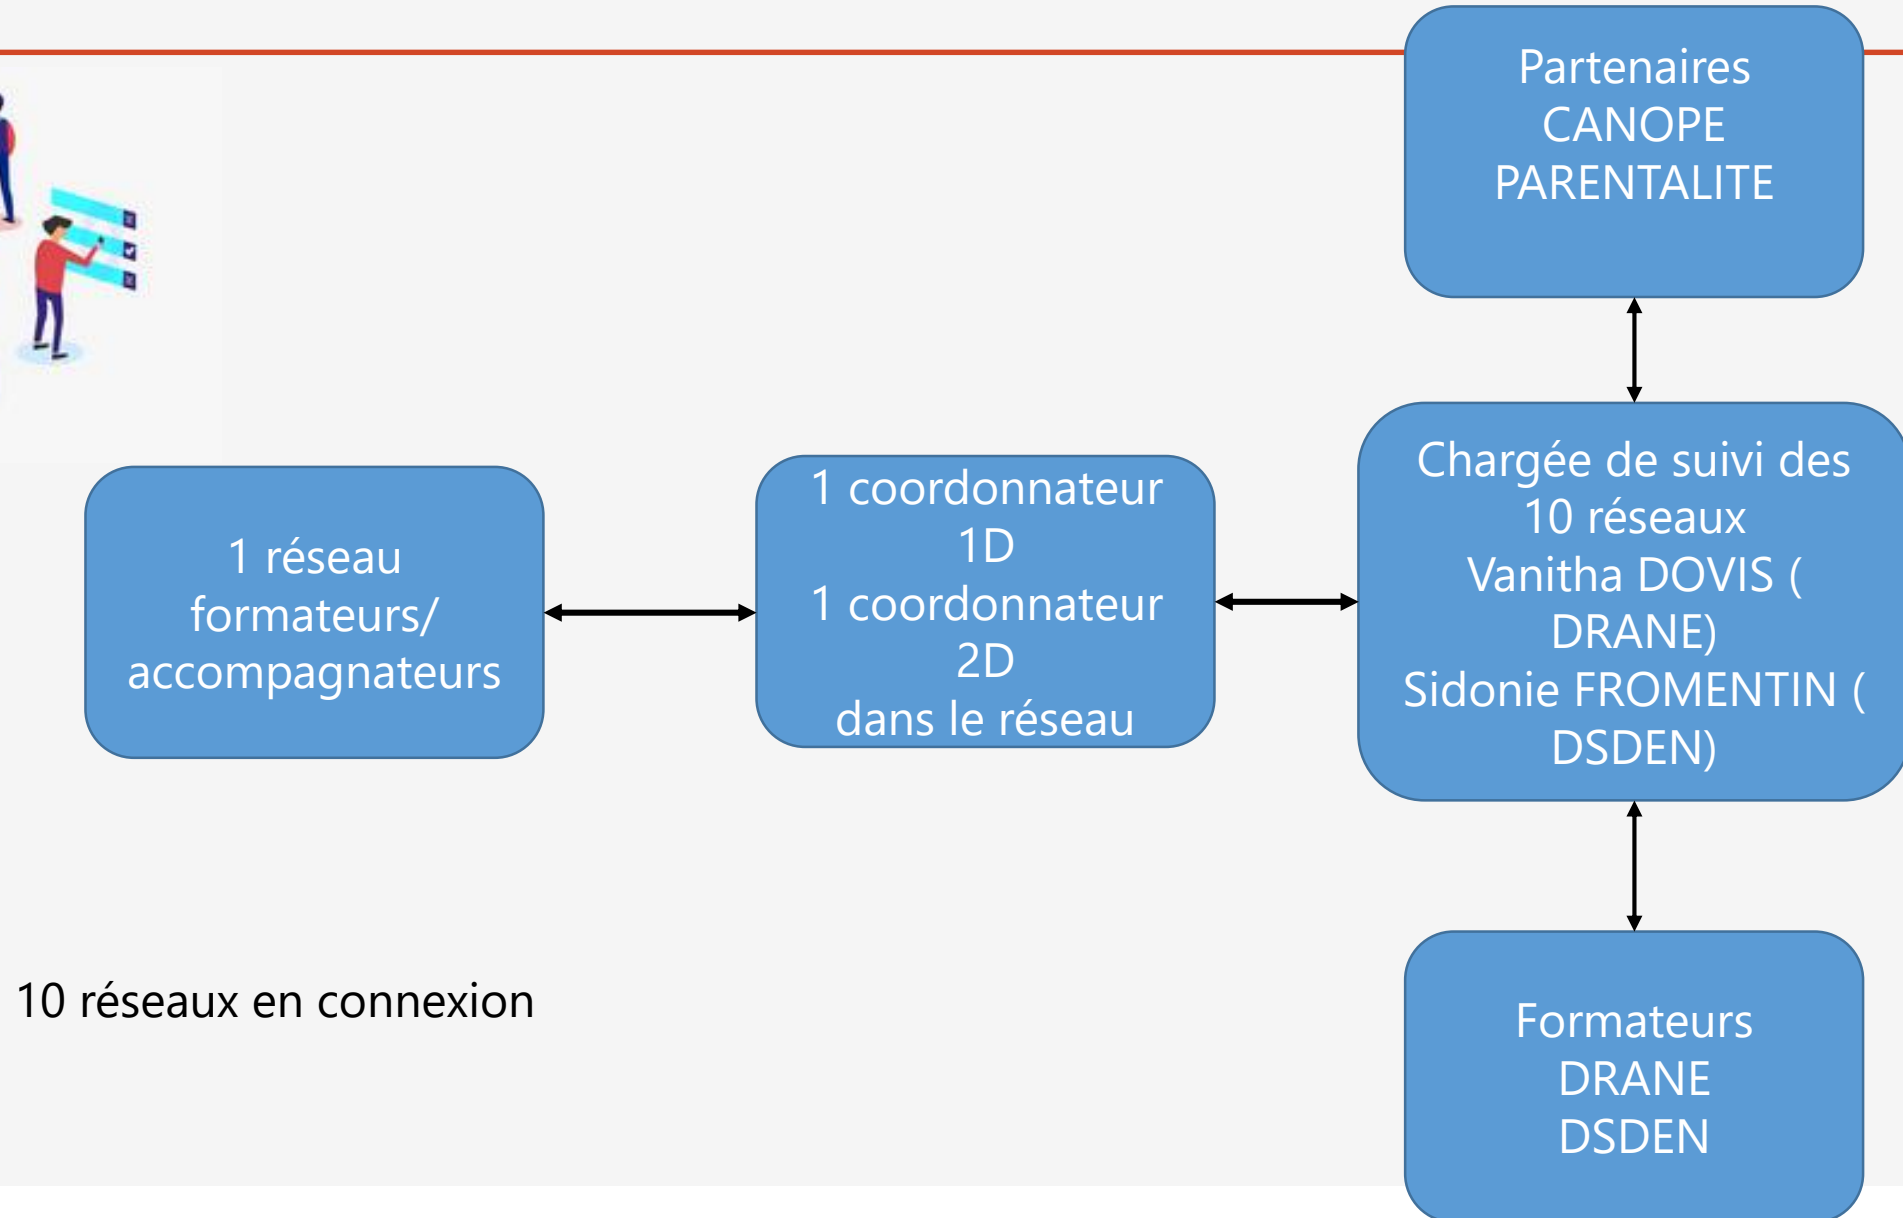 Partenaires
CANOPE
PARENTALITE
1 réseau
formateurs/
accompagnateurs
1 coordonnateur
1D
1 coordonnateur
2D
dans le réseau
Chargée de suivi des
10 réseaux
Vanitha DOVIS (
DRANE)
Sidonie FROMENTIN (
DSDEN)
10 réseaux en connexion
Formateurs
DRANE
DSDEN